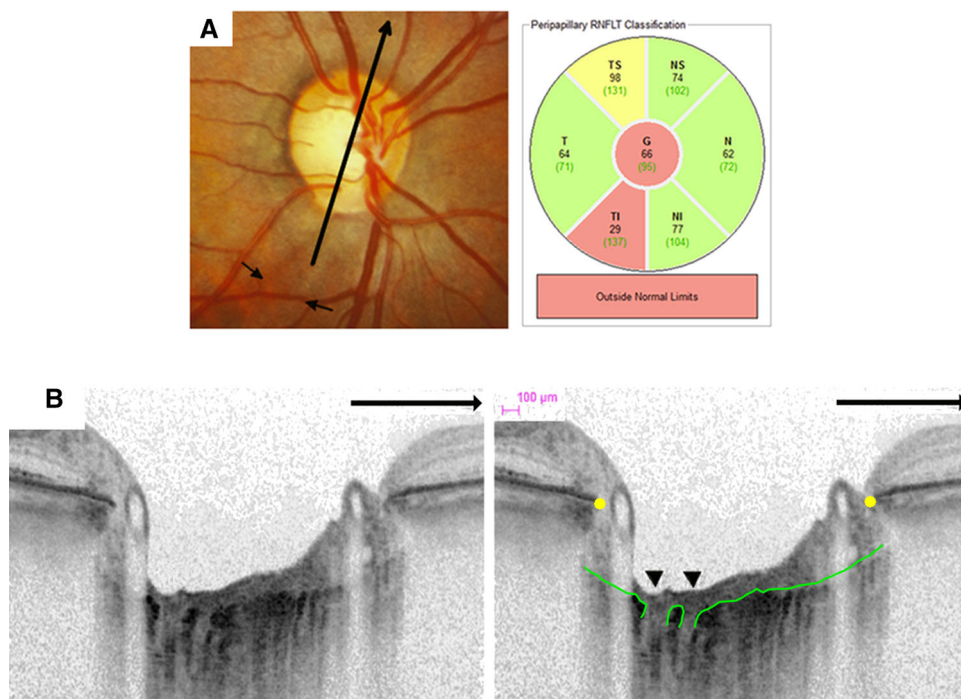 A
Peripapillary RNFLT Classification
TS
98
(131)
NS
74
(102)
T
64
(71)
G
66
(95)
N
62
(72)
TI
29
(137)
NI
77
(104)
Outside Normal Limits
B
100 µm